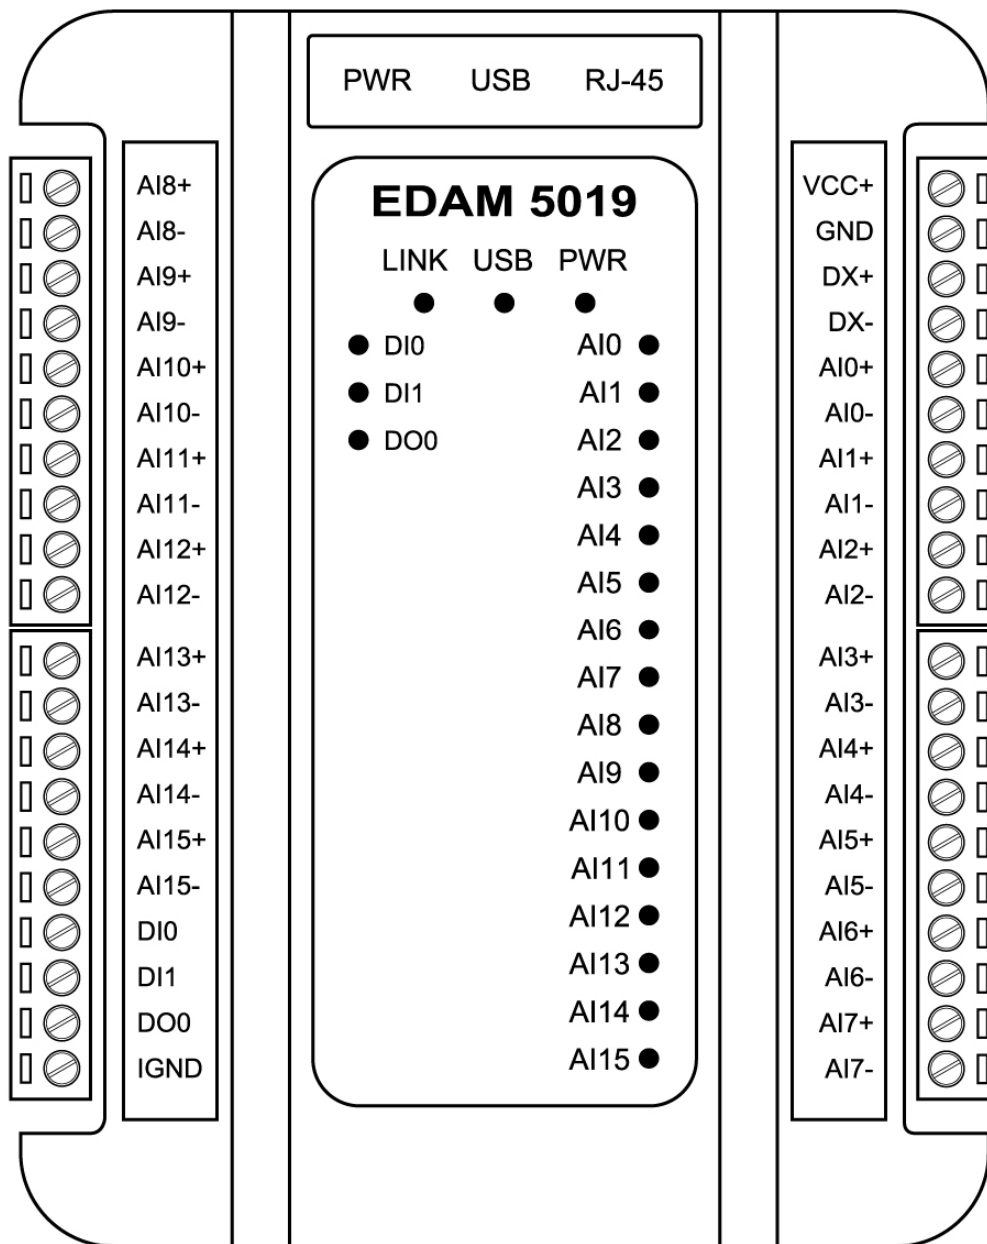 PWR USB RJ-45
EDAM 5019
LINK USB PWR
DI0 AI0
DI1 AI1
DO0 AI2
AI3
AI4
AI5
AI6
AI7
AI8
AI9
AI10
AI11
AI12
AI13
AI14
AI15
AI8+
AI8-
AI9+
AI9-
AI10+
AI10-
AI11+
AI11-
AI12+
AI12-
AI13+
AI13-
AI14+
AI14-
AI15+
AI15-
DI0
DI1
DO0
IGND
VCC+
GND
DX+
DX-
AI0+
AI0-
AI1+
AI1-
AI2+
AI2-
AI3+
AI3-
AI4+
AI4-
AI5+
AI5-
AI6+
AI6-
AI7+
AI7-